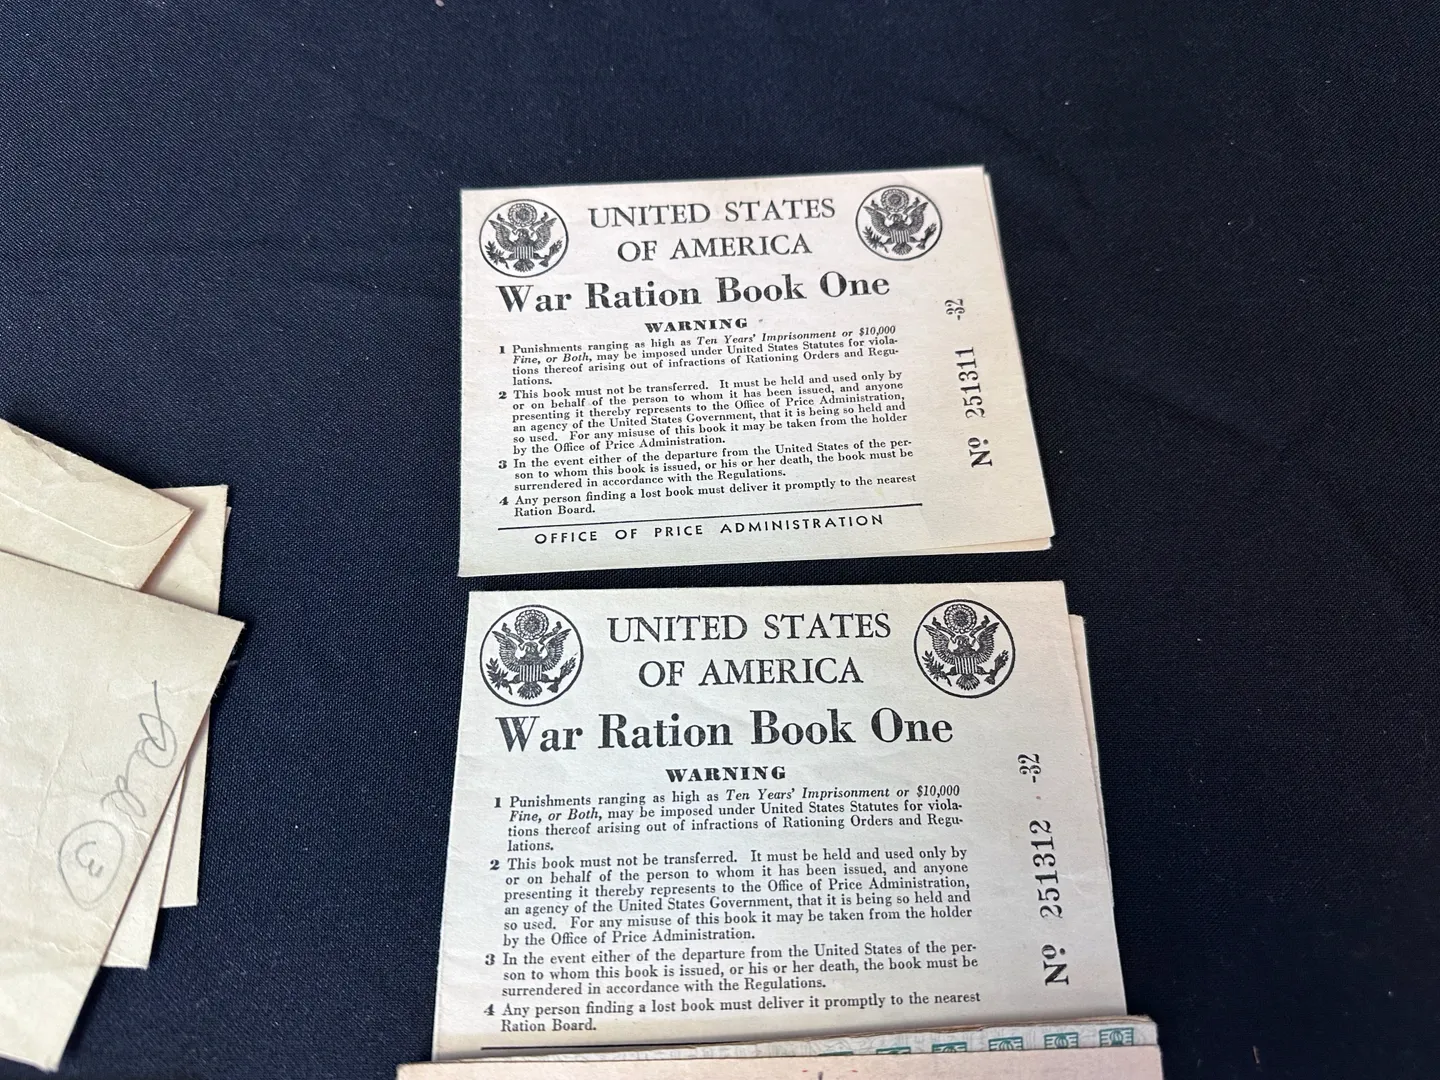 UNITED STATES
OF AMERICA
War Ration Book One
WARNING
1 Punishments ranging as high as Ten Years' Imprisonment or $10,000
Fine, or Both, may be imposed under United States Statutes for viola-
tions thereof arising out of infractions of Rationing Orders and Regu-
lations.
2 This book must not be transferred. It must be held and used only by
or on behalf of the person to whom it has been issued, and anyone
presenting it thereby represents to the Office of Price Administration,
an agency of the United States Government, that it is being so held and
so used. For any misuse of this book it may be taken from the holder
by the Office of Price Administration.
3 In the event either of the departure from the United States of the per-
son to whom this book is issued, or his or her death, the book must be
surrendered in accordance with the Regulations.
4 Any person finding a lost book must deliver it promptly to the nearest
Ration Board.
OFFICE OF PRICE ADMINISTRATION
Nº 251311 -32
UNITED STATES
OF AMERICA
War Ration Book One
WARNING
1 Punishments ranging as high as Ten Years' Imprisonment or $10,000
Fine, or Both, may be imposed under United States Statutes for viola-
tions thereof arising out of infractions of Rationing Orders and Regu-
lations.
2 This book must not be transferred. It must be held and used only by
or on behalf of the person to whom it has been issued, and anyone
presenting it thereby represents to the Office of Price Administration,
an agency of the United States Government, that it is being so held and
so used. For any misuse of this book it may be taken from the holder
by the Office of Price Administration.
3 In the event either of the departure from the United States of the per-
son to whom this book is issued, or his or her death, the book must be
surrendered in accordance with the Regulations.
4 Any person finding a lost book must deliver it promptly to the nearest
Ration Board.
Nº 251312 -32
3